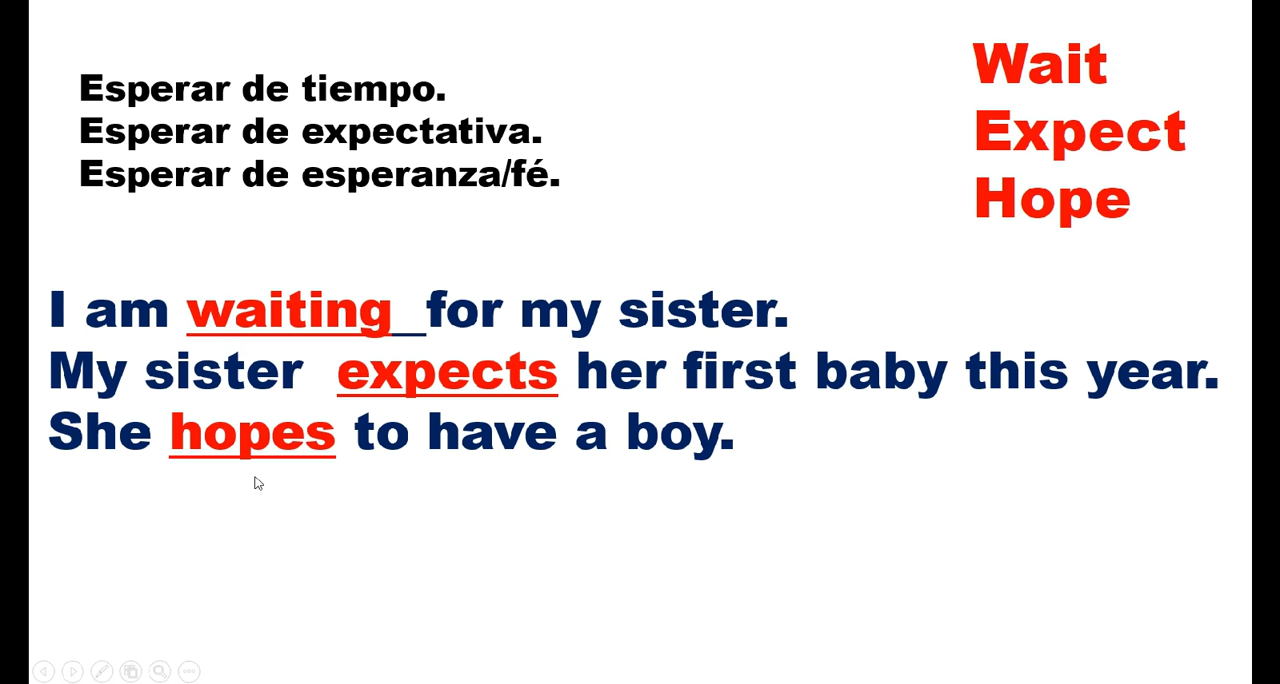 Esperar de tiempo.
Esperar de expectativa.
Esperar de esperanza/fé.
Wait
Expect
Hope
I am waiting_ for my sister.
My sister expects her first baby this year.
She hopes to have a boy.